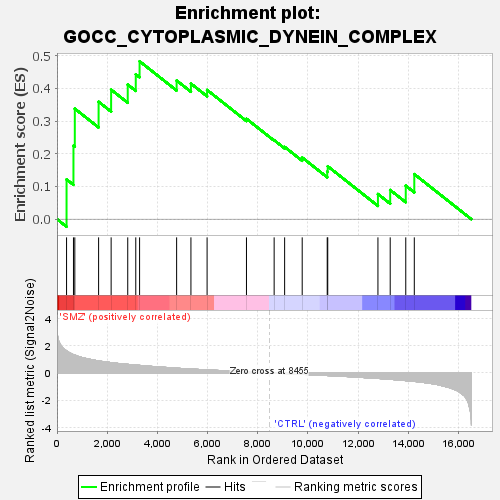 Enrichment plot:
GOCC_CYTOPLASMIC_DYNEIN_COMPLEX
Enrichment score (ES)
0.5
0.4
0.3
0.2
0.1
0.0
Ranked list metric (Signal2Noise)
'SMZ' (positively correlated)
4
2
0
-2
-4
Zero cross at 8455
'CTRL' (negatively correlated)
0 2,000 4,000 6,000 8,000 10,000 12,000 14,000 16,000
Rank in Ordered Dataset
Enrichment profile Hits Ranking metric scores